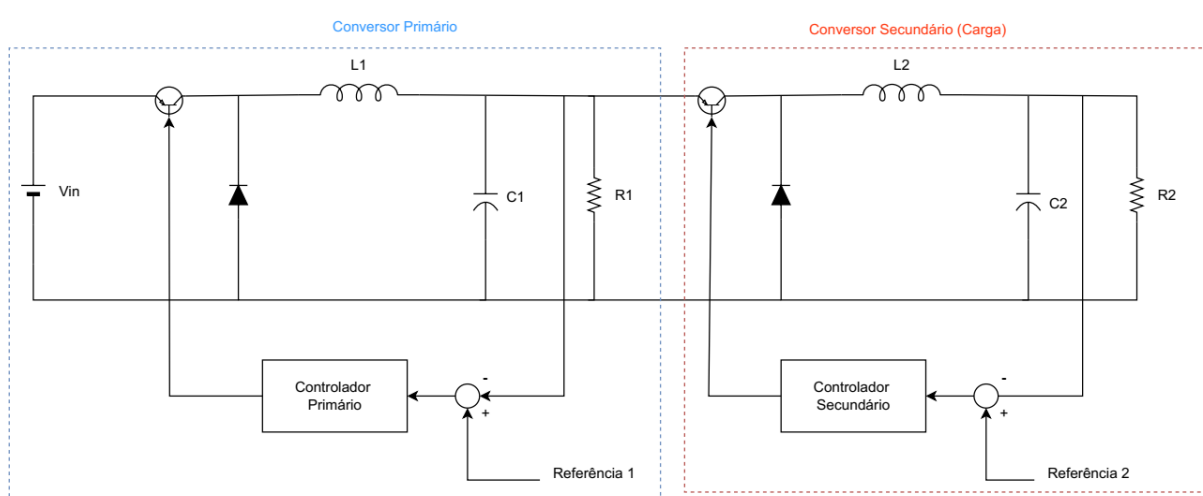 Conversor Primário
Conversor Secundário (Carga)
L1
L2
Vin
C1
R1
C2
R2
Controlador
Primário
-
+
Controlador
Secundário
-
+
Referência 1
Referência 2